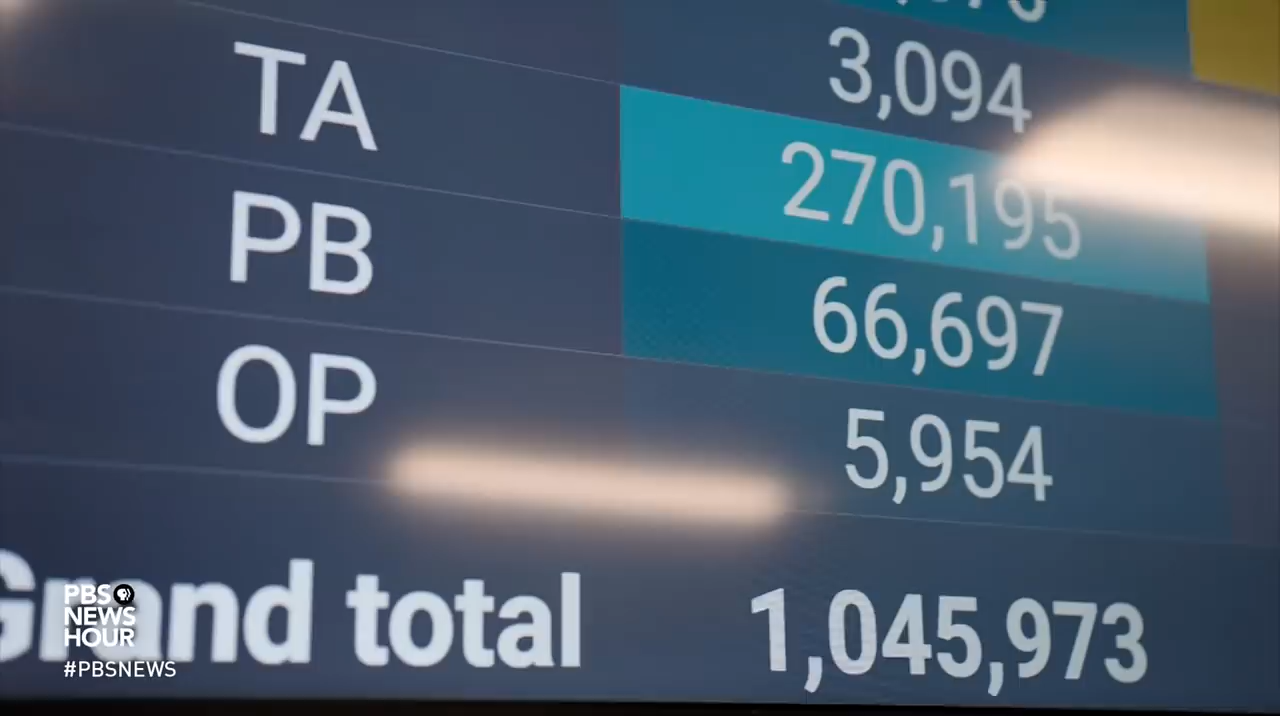 3,094
TA 270,195
PB 66,697
OP 5,954
Grand total 1,045,973
PBS
NEWS
HOUR
#PBSNEWS